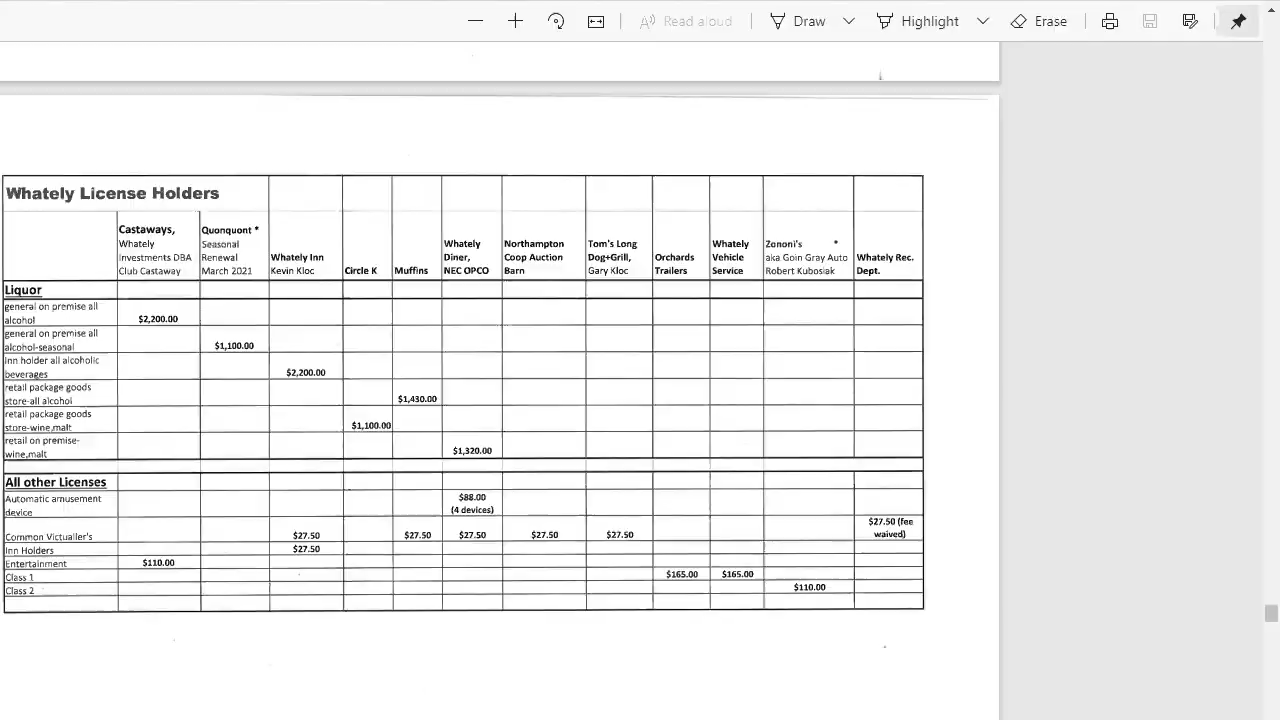 Read aloud Draw Highlight Erase
Whately License Holders
Castaways, Whately Investments DBA Club Castaway
Quonquont * Seasonal Renewal March 2021
Whately Inn Kevin Kloc
Circle K
Muffins
Whately Diner, NEC OPCO
Northampton Coop Auction Barn
Tom's Long Dog+Grill, Gary Kloc
Orchards Trailers
Whately Vehicle Service
Zononi's * aka Goin Gray Auto Robert Kubosiak
Whately Rec. Dept.
Liquor
general on premise all
alcohol $2,200.00
general on premise all
alcohol-seasonal $1,100.00
Inn holder all alcoholic
beverages $2,200.00
retail package goods
store-all alcohol $1,430.00
retail package goods
store-wine,malt $1,100.00
retail on premise-
wine,malt $1,320.00
All other Licenses
Automatic amusement $88.00
device (4 devices)
$27.50 (fee
Common Victualler's $27.50 $27.50 $27.50 $27.50 $27.50 waived)
Inn Holders $27.50
Entertainment $110.00
Class 1 $165.00 $165.00
Class 2 $110.00